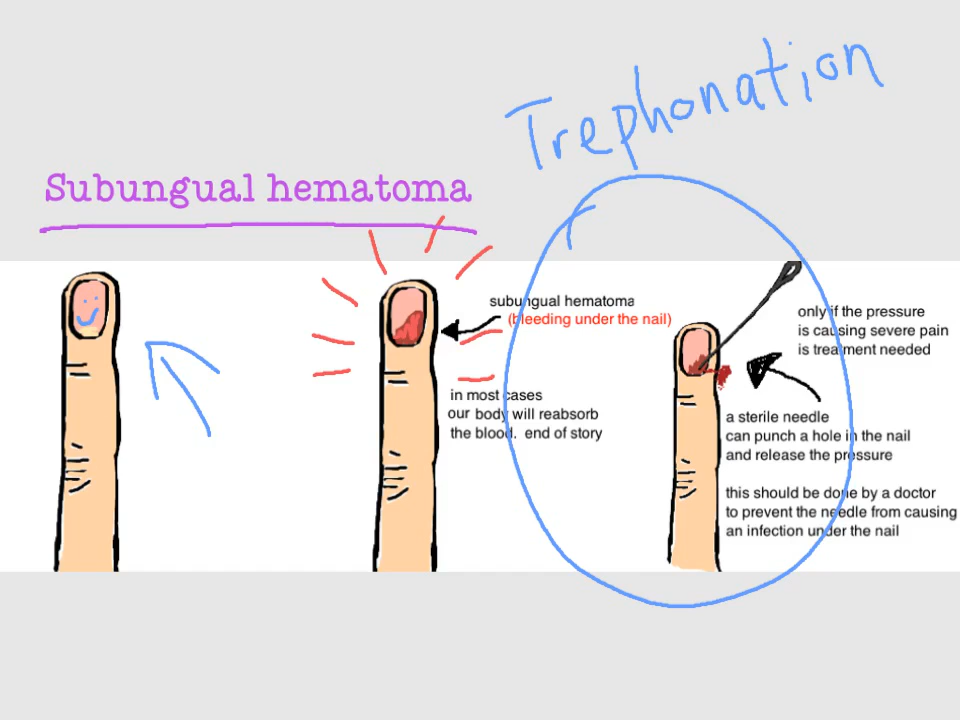 Trephonation
Subungual hematoma
subungual hematoma
(bleeding under the nail)
in most cases
our body will reabsorb
the blood. end of story
only if the pressure
is causing severe pain
is treatment needed
a sterile needle
can punch a hole in the nail
and release the pressure
this should be done by a doctor
to prevent the needle from causing
an infection under the nail